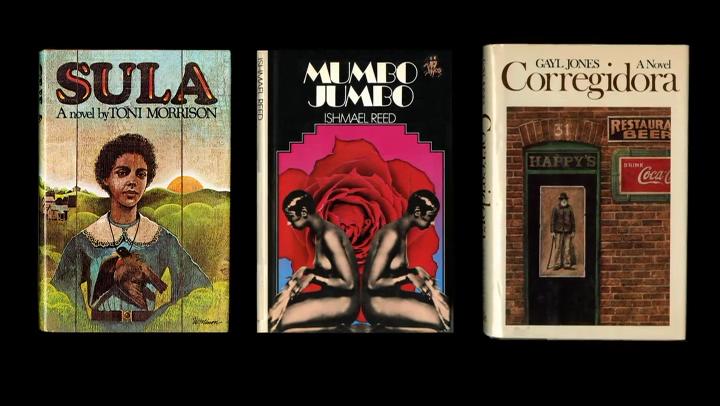 SULA
A novel by TONI MORRISON
ISHMAEL REED
MUMBO
JUMBO
ISHMAEL REED
GAYL JONES A Novel
Corregidora
31
HAPPY'S
RESTAURA
BEER
DRINK
Coca